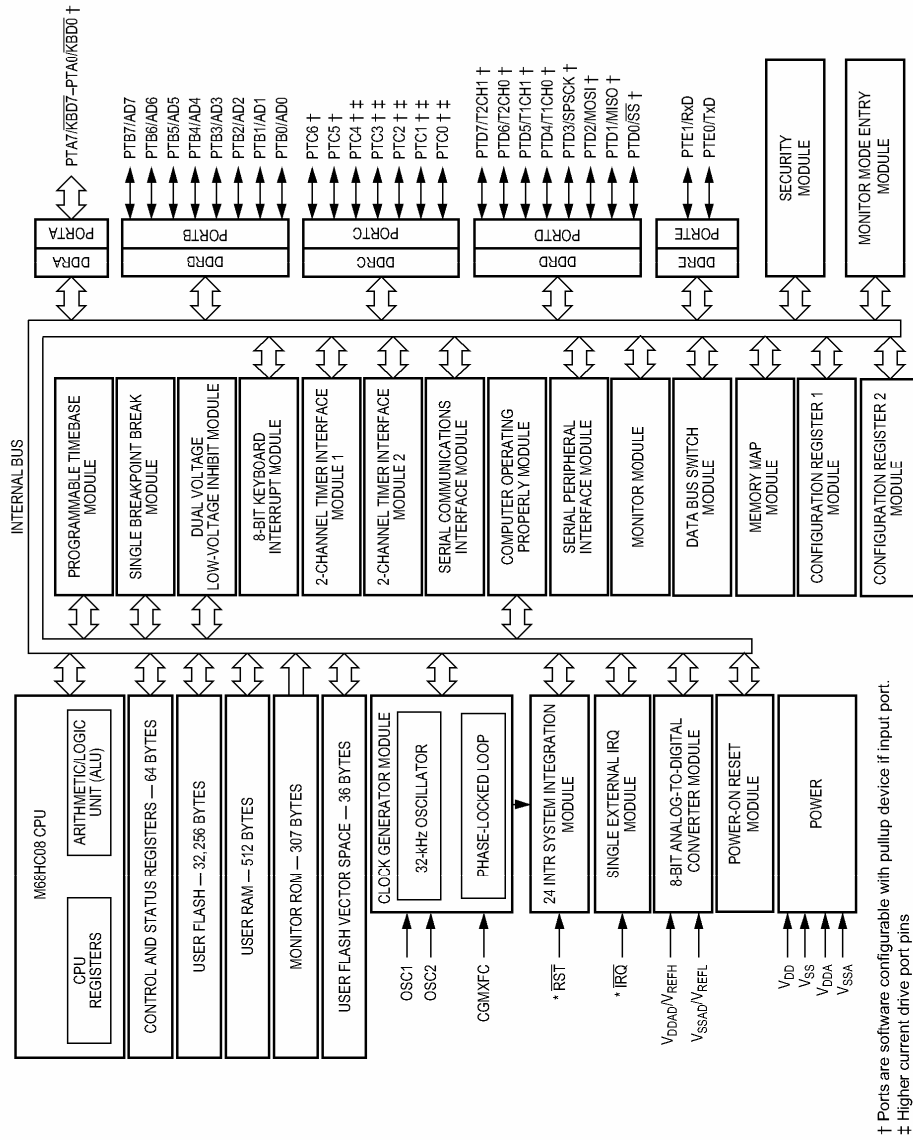 INTERNAL BUS
M68HC08 CPU
CPU
REGISTERS
ARITHMETIC/LOGIC
UNIT (ALU)
CONTROL AND STATUS REGISTERS — 64 BYTES
USER FLASH — 32,256 BYTES
USER RAM — 512 BYTES
MONITOR ROM — 307 BYTES
USER FLASH VECTOR SPACE — 36 BYTES
CLOCK GENERATOR MODULE
32-kHz OSCILLATOR
PHASE-LOCKED LOOP
OSC1
OSC2
CGMXFC
24 INTR SYSTEM INTEGRATION
MODULE
* RST
SINGLE EXTERNAL IRQ
MODULE
* IRQ
8-BIT ANALOG-TO-DIGITAL
CONVERTER MODULE
VDDAD/VREFH
VSSAD/VREFL
POWER-ON RESET
MODULE
POWER
VDD
VSS
VDDA
VSSA
PROGRAMMABLE TIMEBASE
MODULE
SINGLE BREAKPOINT BREAK
MODULE
DUAL VOLTAGE
LOW-VOLTAGE INHIBIT MODULE
8-BIT KEYBOARD
INTERRUPT MODULE
2-CHANNEL TIMER INTERFACE
MODULE 1
2-CHANNEL TIMER INTERFACE
MODULE 2
SERIAL COMMUNICATIONS
INTERFACE MODULE
COMPUTER OPERATING
PROPERLY MODULE
SERIAL PERIPHERAL
INTERFACE MODULE
MONITOR MODULE
DATA BUS SWITCH
MODULE
MEMORY MAP
MODULE
CONFIGURATION REGISTER 1
MODULE
CONFIGURATION REGISTER 2
MODULE
DDRA
PORTA
PTA7/KBD7–PTA0/KBD0 †
DDRB
PORTB
PTB7/AD7
PTB6/AD6
PTB5/AD5
PTB4/AD4
PTB3/AD3
PTB2/AD2
PTB1/AD1
PTB0/AD0
DDRC
PORTC
PTC6 †
PTC5 †
PTC4 † ‡
PTC3 † ‡
PTC2 † ‡
PTC1 † ‡
PTC0 † ‡
DDRD
PORTD
PTD7/T2CH1 †
PTD6/T2CH0 †
PTD5/T1CH1 †
PTD4/T1CH0 †
PTD3/SPSCK †
PTD2/MOSI †
PTD1/MISO †
PTD0/SS †
DDRE
PORTE
PTE1/RxD
PTE0/TxD
SECURITY
MODULE
MONITOR MODE ENTRY
MODULE
† Ports are software configurable with pullup device if input port.
‡ Higher current drive port pins